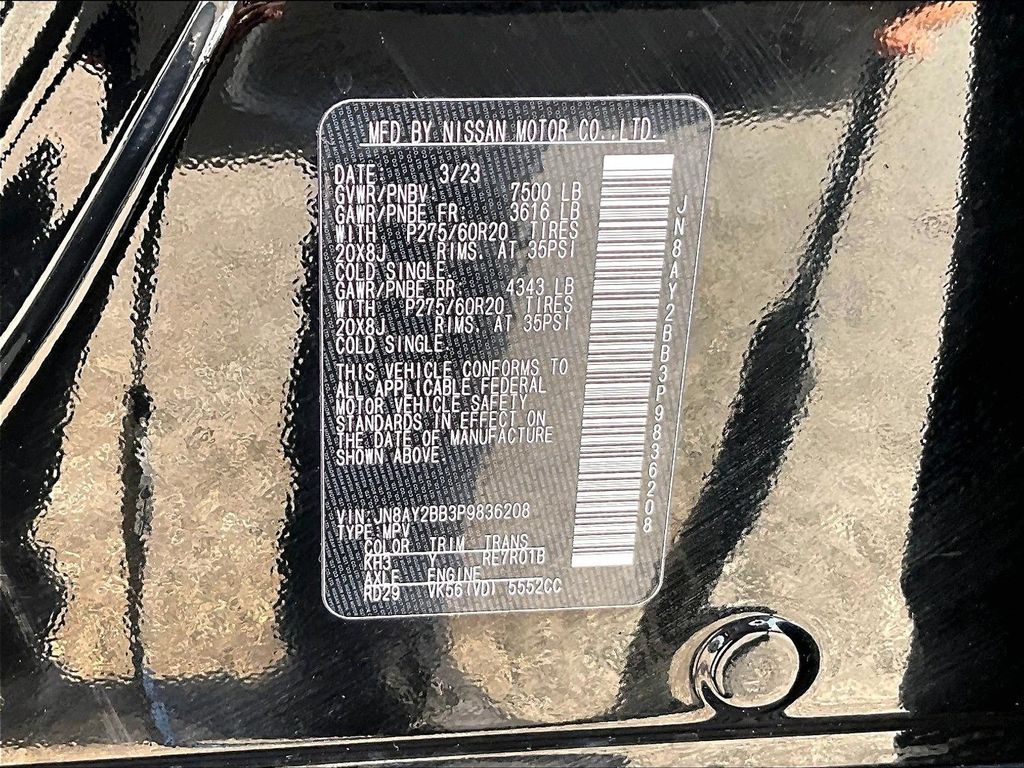 MFD BY NISSAN MOTOR CO.,LTD.
DATE: 3/23
GVWR/PNBV 7500 LB
GAWR/PNBE FR: 3616 LB
WITH P275/60R20 TIRES
20X8J RIMS. AT 35PSI
COLD SINGLE
GAWR/PNBE RR 4343 LB
WITH P275/60R20 TIRES
20X8J RIMS. AT 35PSI
COLD SINGLE
THIS VEHICLE CONFORMS TO
ALL APPLICABLE FEDERAL
MOTOR VEHICLE SAFETY
STANDARDS IN EFFECT ON
THE DATE OF MANUFACTURE
SHOWN ABOVE
VIN:JN8AY2BB3P9836208
TYPE:MPV
COLOR TRIM TRANS
KH3 Y RE7R01B
AXLE ENGINE
RD29 VK56(VD) 5552CC
JN8AY2BB3P9836208